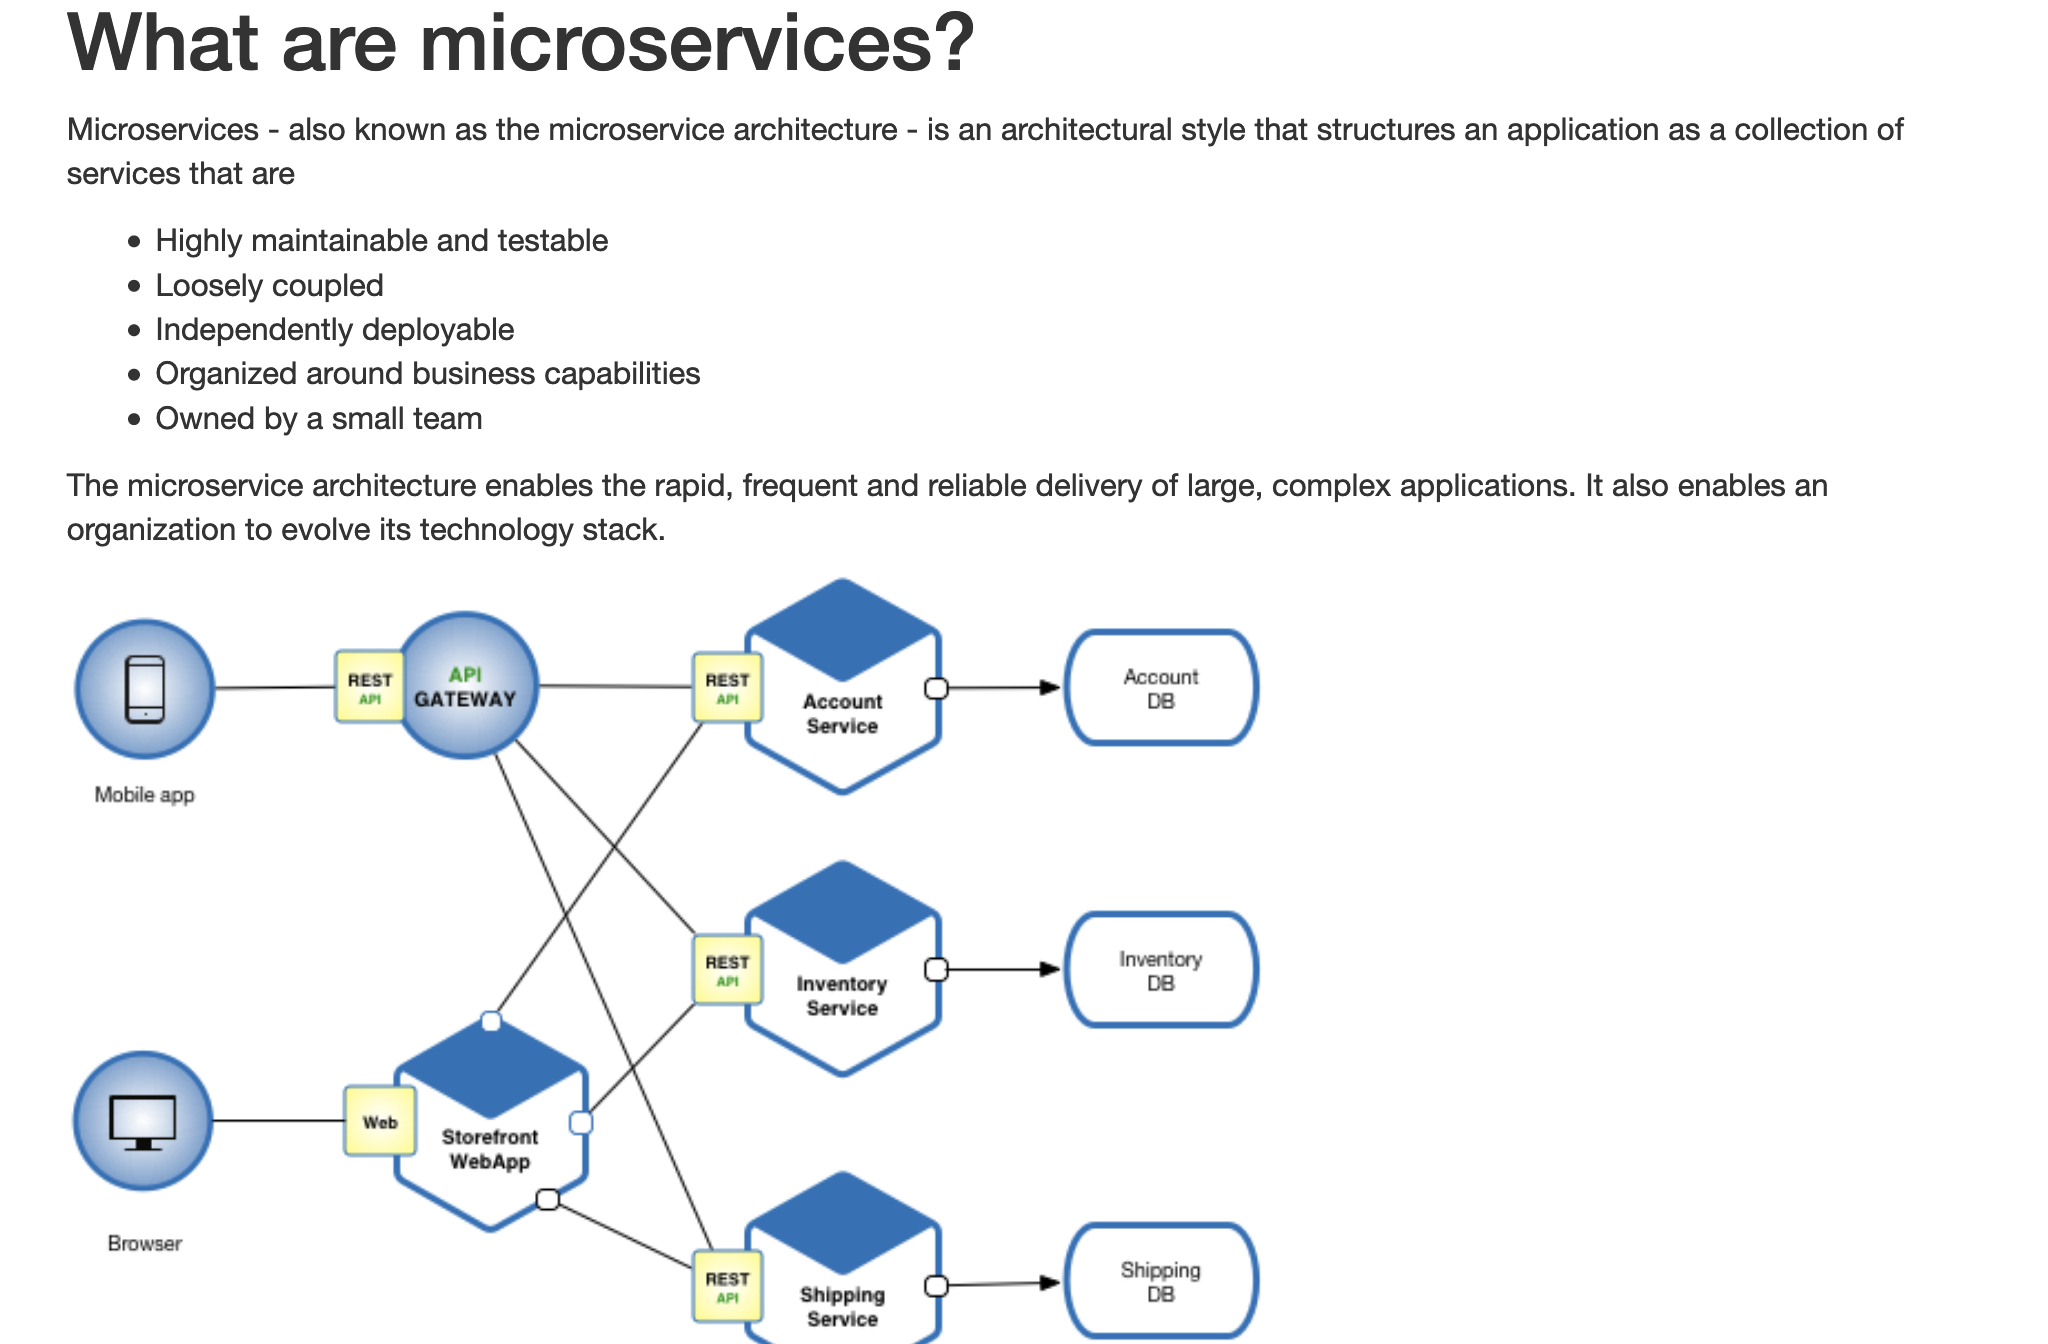 What are microservices?
Microservices - also known as the microservice architecture - is an architectural style that structures an application as a collection of
services that are
Highly maintainable and testable
Loosely coupled
Independently deployable
Organized around business capabilities
Owned by a small team
The microservice architecture enables the rapid, frequent and reliable delivery of large, complex applications. It also enables an
organization to evolve its technology stack.
REST
API
API
GATEWAY
REST
API
Account
Service
Account
DB
Mobile app
REST
API
Inventory
Service
Inventory
DB
Web
Storefront
WebApp
Browser
REST
API
Shipping
Service
Shipping
DB